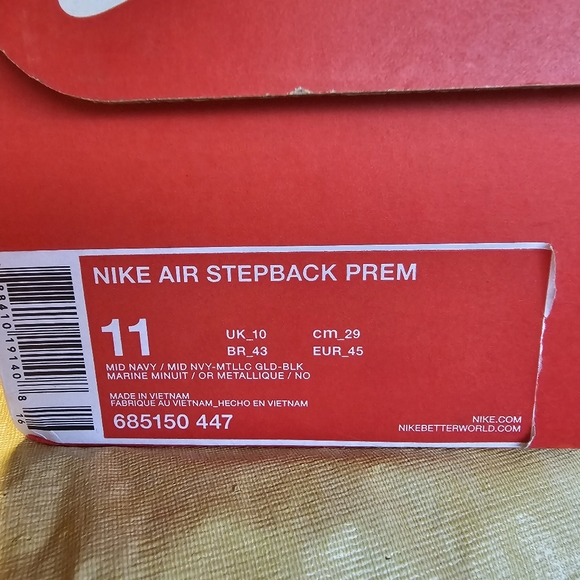 NIKE AIR STEPBACK PREM
11
UK_10 cm_29
BR_43 EUR_45
MID NAVY / MID NVY-MTLLC GLD-BLK
MARINE MINUIT / OR METALLIQUE / NO
MADE IN VIETNAM
FABRIQUE AU VIETNAM_HECHO EN VIETNAM
685150 447
NIKE.COM
NIKEBETTERWORLD.COM